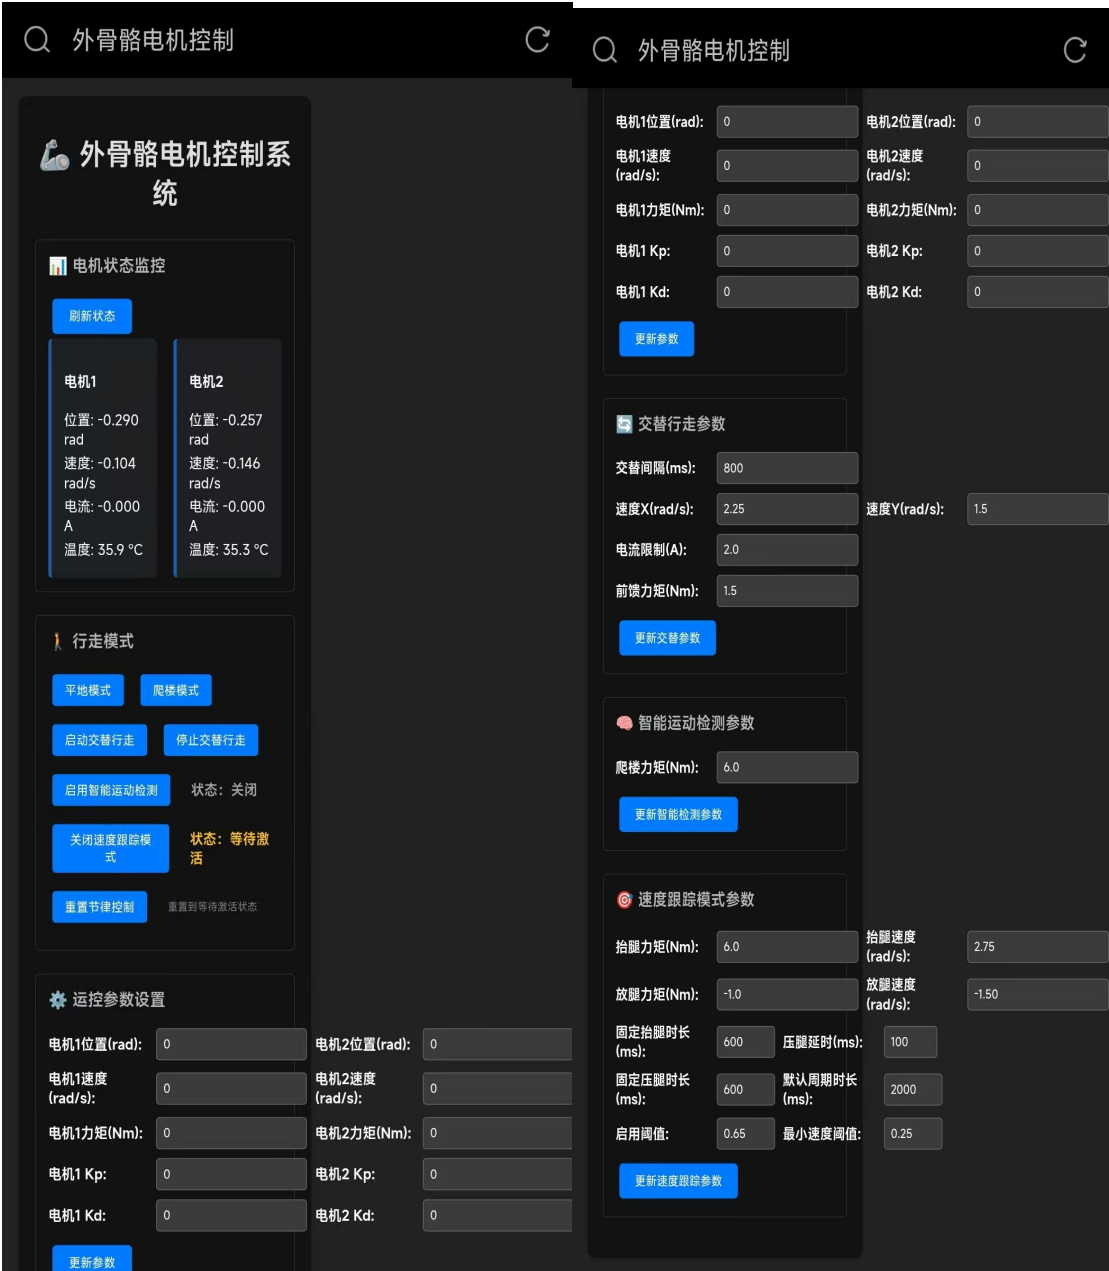 外骨骼电机控制
外骨骼电机控制系
统
电机状态监控
刷新状态
电机1
位置: -0.290
rad
速度: -0.104
rad/s
电流: -0.000
A
温度: 35.9 °C
电机2
位置: -0.257
rad
速度: -0.146
rad/s
电流: -0.000
A
温度: 35.3 °C
行走模式
平地模式 爬楼模式
启动交替行走 停止交替行走
启用智能运动检测 状态：关闭
关闭速度跟踪模
式
状态：等待激
活
重置节律控制 重置到等待激活状态
运控参数设置
电机1位置(rad): 0 电机2位置(rad): 0
电机1速度
(rad/s): 0
电机2速度
(rad/s): 0
电机1力矩(Nm): 0 电机2力矩(Nm): 0
电机1 Kp: 0 电机2 Kp: 0
电机1 Kd: 0 电机2 Kd: 0
更新参数
外骨骼电机控制
电机1位置(rad): 0 电机2位置(rad): 0
电机1速度
(rad/s): 0
电机2速度
(rad/s): 0
电机1力矩(Nm): 0 电机2力矩(Nm): 0
电机1 Kp: 0 电机2 Kp: 0
电机1 Kd: 0 电机2 Kd: 0
更新参数
交替行走参数
交替间隔(ms): 800
速度X(rad/s): 2.25 速度Y(rad/s): 1.5
电流限制(A): 2.0
前馈力矩(Nm): 1.5
更新交替参数
智能运动检测参数
爬楼力矩(Nm): 6.0
更新智能检测参数
速度跟踪模式参数
抬腿力矩(Nm): 6.0
抬腿速度
(rad/s): 2.75
放腿力矩(Nm): -1.0
放腿速度
(rad/s): -1.50
固定抬腿时长
(ms): 600
压腿延时(ms): 100
固定压腿时长
(ms): 600
默认周期时长
(ms): 2000
启用阈值: 0.65 最小速度阈值: 0.25
更新速度跟踪参数